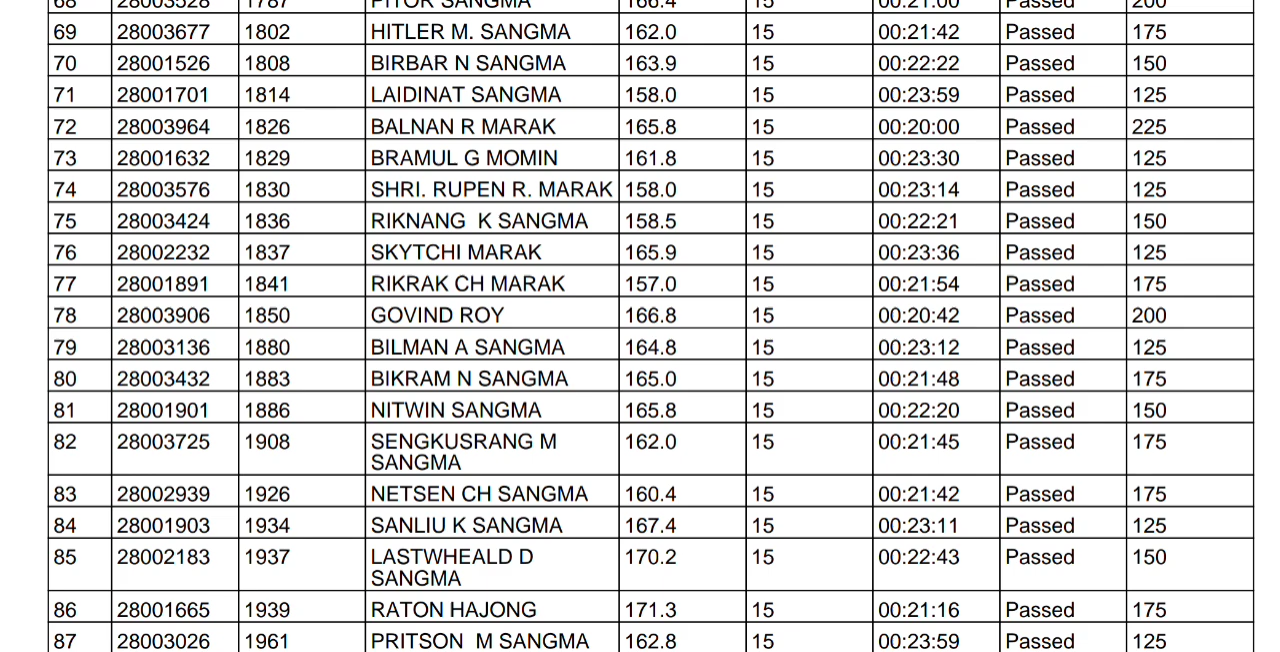 68 28003528 1787 PITOR SANGMA 166.4 15 00:21:00 Passed 200
69 28003677 1802 HITLER M. SANGMA 162.0 15 00:21:42 Passed 175
70 28001526 1808 BIRBAR N SANGMA 163.9 15 00:22:22 Passed 150
71 28001701 1814 LAIDINAT SANGMA 158.0 15 00:23:59 Passed 125
72 28003964 1826 BALNAN R MARAK 165.8 15 00:20:00 Passed 225
73 28001632 1829 BRAMUL G MOMIN 161.8 15 00:23:30 Passed 125
74 28003576 1830 SHRI. RUPEN R. MARAK 158.0 15 00:23:14 Passed 125
75 28003424 1836 RIKNANG  K SANGMA 158.5 15 00:22:21 Passed 150
76 28002232 1837 SKYTCHI MARAK 165.9 15 00:23:36 Passed 125
77 28001891 1841 RIKRAK CH MARAK 157.0 15 00:21:54 Passed 175
78 28003906 1850 GOVIND ROY 166.8 15 00:20:42 Passed 200
79 28003136 1880 BILMAN A SANGMA 164.8 15 00:23:12 Passed 125
80 28003432 1883 BIKRAM N SANGMA 165.0 15 00:21:48 Passed 175
81 28001901 1886 NITWIN SANGMA 165.8 15 00:22:20 Passed 150
82 28003725 1908 SENGKUSRANG M 162.0 15 00:21:45 Passed 175
SANGMA
83 28002939 1926 NETSEN CH SANGMA 160.4 15 00:21:42 Passed 175
84 28001903 1934 SANLIU K SANGMA 167.4 15 00:23:11 Passed 125
85 28002183 1937 LASTWHEALD D 170.2 15 00:22:43 Passed 150
SANGMA
86 28001665 1939 RATON HAJONG 171.3 15 00:21:16 Passed 175
87 28003026 1961 PRITSON  M SANGMA 162.8 15 00:23:59 Passed 125